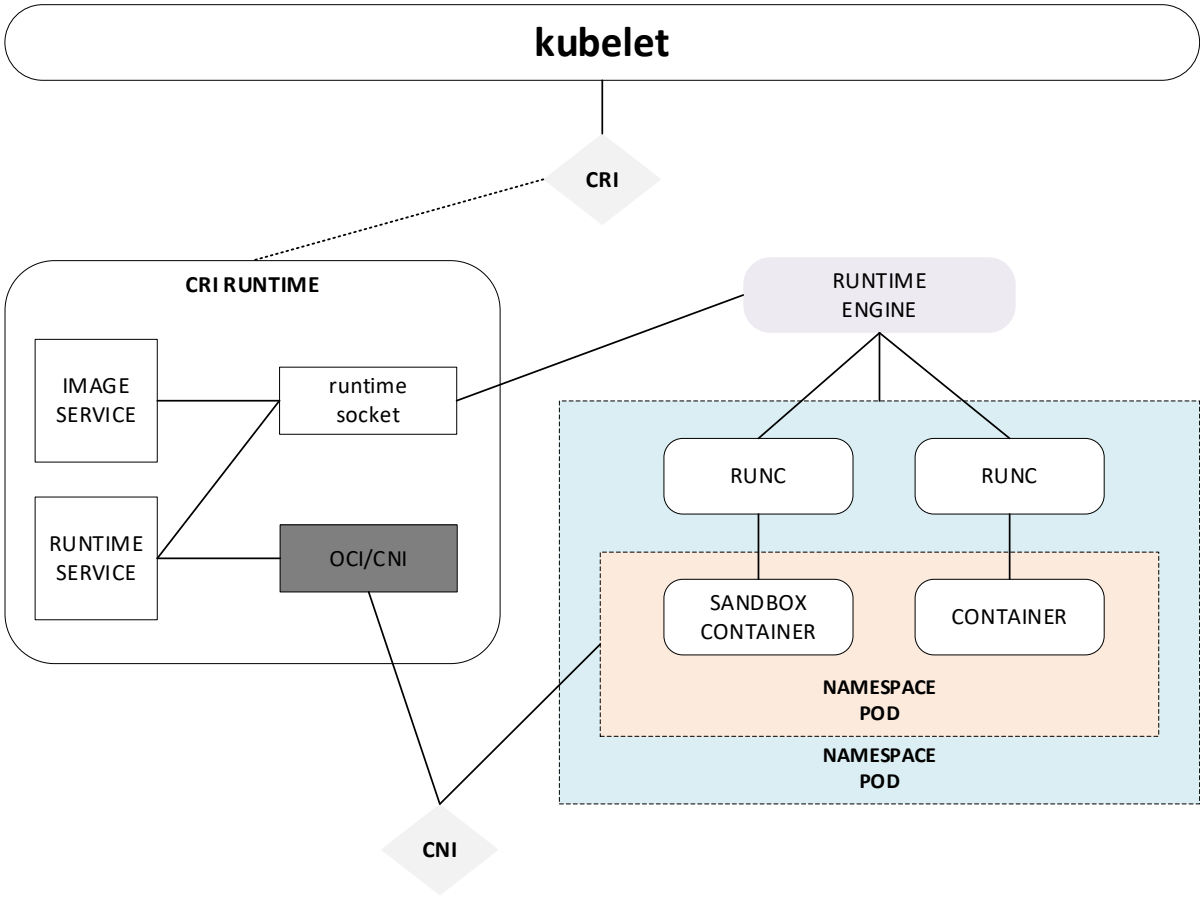 kubelet
CRI
CRI RUNTIME
IMAGE
SERVICE
runtime
socket
RUNTIME
SERVICE
OCI/CNI
RUNTIME
ENGINE
RUNC
RUNC
SANDBOX
CONTAINER
CONTAINER
NAMESPACE
POD
NAMESPACE
POD
CNI